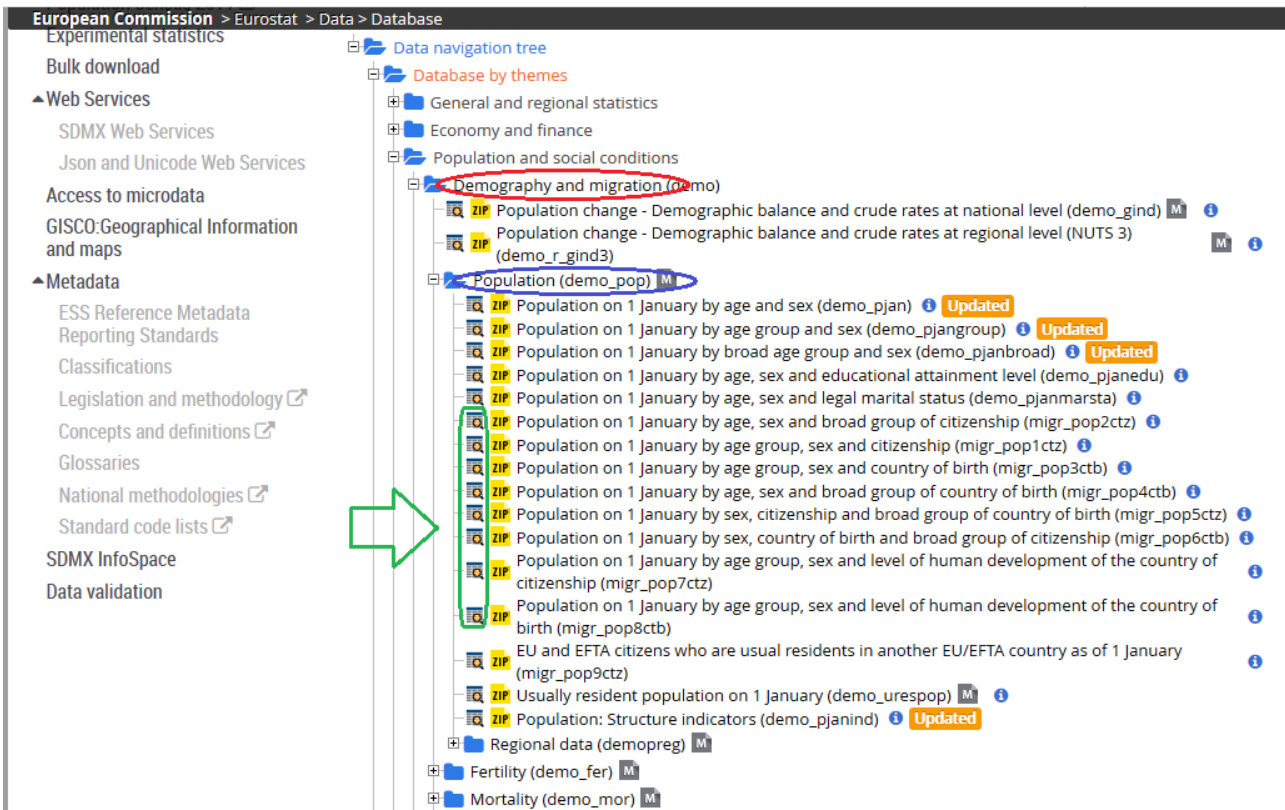 European Commission > Eurostat > Data > Database
Experimental statistics
Bulk download
Web Services
SDMX Web Services
Json and Unicode Web Services
Access to microdata
GISCO:Geographical Information
and maps
Metadata
ESS Reference Metadata
Reporting Standards
Classifications
Legislation and methodology
Concepts and definitions
Glossaries
National methodologies
Standard code lists
SDMX InfoSpace
Data validation
Data navigation tree
Database by themes
General and regional statistics
Economy and finance
Population and social conditions
Demography and migration (demo)
ZIP Population change - Demographic balance and crude rates at national level (demo_gind) M i
Population change - Demographic balance and crude rates at regional level (NUTS 3)
ZIP M i
(demo_r_gind3)
Population (demo_pop) M
ZIP Population on 1 January by age and sex (demo_pjan) i Updated
ZIP Population on 1 January by age group and sex (demo_pjangroup) i Updated
ZIP Population on 1 January by broad age group and sex (demo_pjanbroad) i Updated
ZIP Population on 1 January by age, sex and educational attainment level (demo_pjanedu) i
ZIP Population on 1 January by age, sex and legal marital status (demo_pjanmarsta) i
ZIP Population on 1 January by age, sex and broad group of citizenship (migr_pop2ctz) i
ZIP Population on 1 January by age group, sex and citizenship (migr_pop1ctz) i
ZIP Population on 1 January by age group, sex and country of birth (migr_pop3ctb) i
ZIP Population on 1 January by age, sex and broad group of country of birth (migr_pop4ctb) i
ZIP Population on 1 January by sex, citizenship and broad group of country of birth (migr_pop5ctz) i
ZIP Population on 1 January by sex, country of birth and broad group of citizenship (migr_pop6ctb) i
Population on 1 January by age group, sex and level of human development of the country of
ZIP i
citizenship (migr_pop7ctz)
Population on 1 January by age group, sex and level of human development of the country of
ZIP i
birth (migr_pop8ctb)
EU and EFTA citizens who are usual residents in another EU/EFTA country as of 1 January
ZIP i
(migr_pop9ctz)
ZIP Usually resident population on 1 January (demo_urespop) M i
ZIP Population: Structure indicators (demo_pjanind) i Updated
Regional data (demopreg) M
Fertility (demo_fer) M
Mortality (demo_mor) M